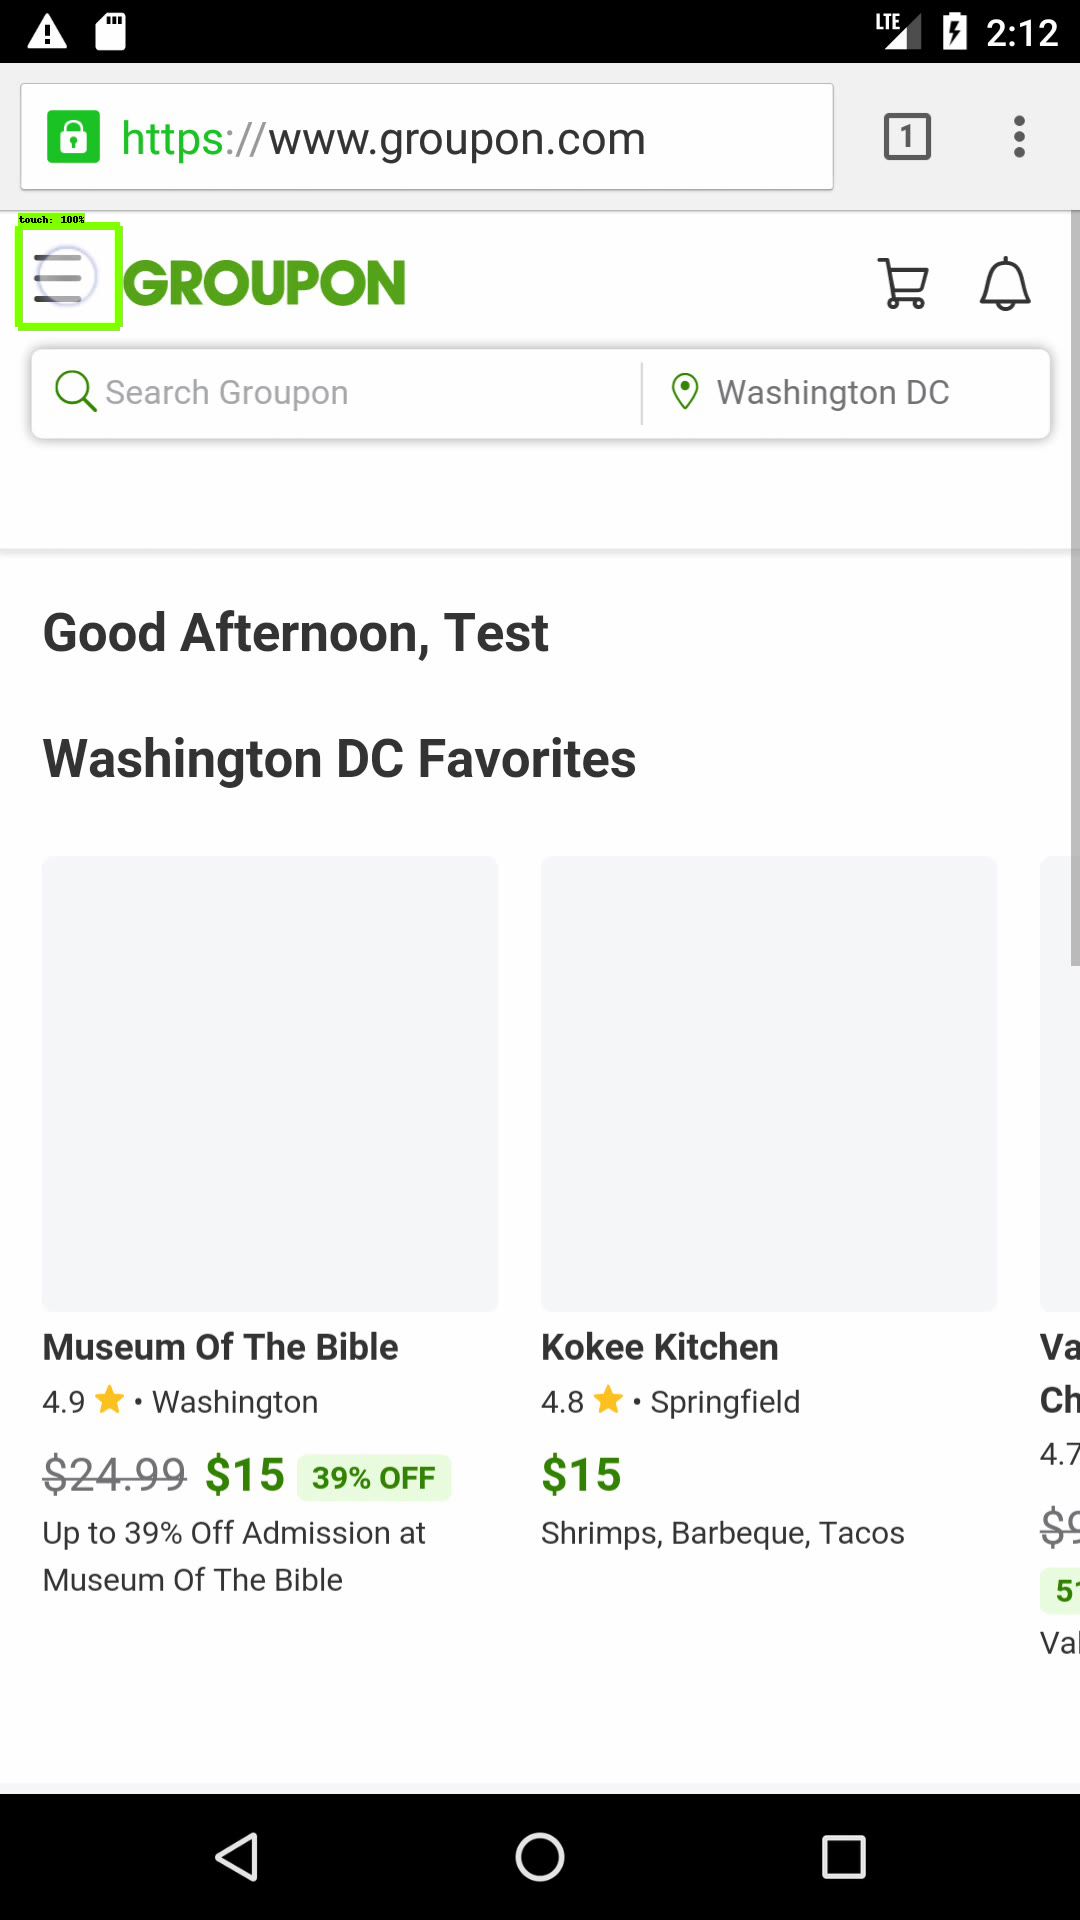 LTE 2:12
https://www.groupon.com 1
touch: 100%
GROUPON
Search Groupon Washington DC
Good Afternoon, Test
Washington DC Favorites
Museum Of The Bible
4.9 • Washington
$24.99 $15 39% OFF
Up to 39% Off Admission at
Museum Of The Bible
Kokee Kitchen
4.8 • Springfield
$15
Shrimps, Barbeque, Tacos
Va
Ch
4.7
$9
51
Val